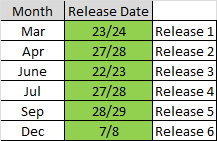 Month Release Date
Mar 23/24 Release 1
Apr 27/28 Release 2
June 22/23 Release 3
Jul 27/28 Release 4
Sep 28/29 Release 5
Dec 7/8 Release 6